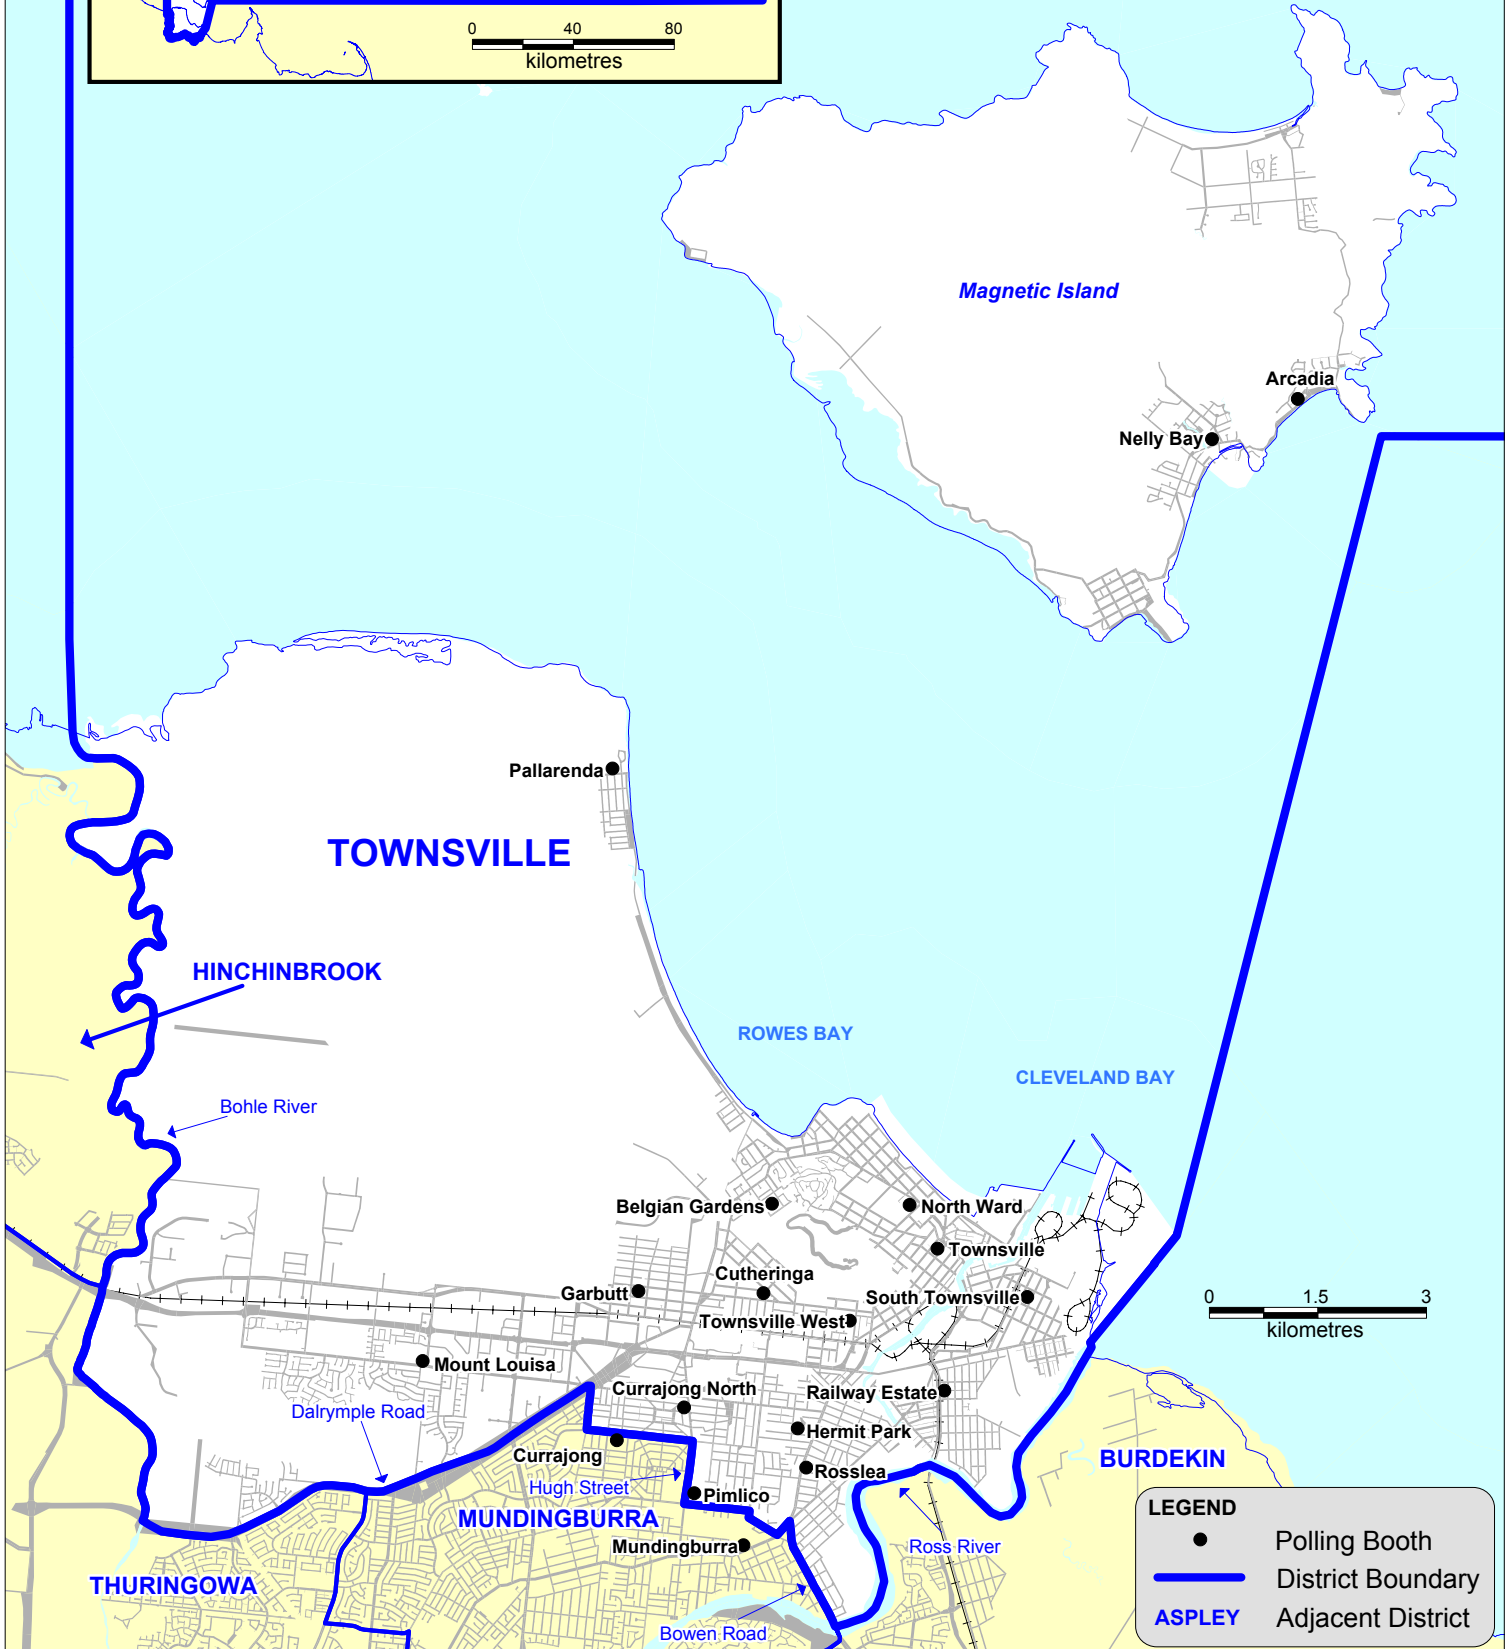 0 40 80
kilometres
Magnetic Island
Arcadia
Nelly Bay
Pallarenda
TOWNSVILLE
HINCHINBROOK
ROWES BAY
CLEVELAND BAY
Bohle River
Belgian Gardens
North Ward
Townsville
Cutheringa
Garbutt
South Townsville
0 1.5 3
kilometres
Townsville West
Mount Louisa
Currajong North
Railway Estate
Dalrymple Road
Hermit Park
Currajong
BURDEKIN
Rosslea
Hugh Street
Pimlico
MUNDINGBURRA
Mundingburra
Ross River
THURINGOWA
Bowen Road
LEGEND
Polling Booth
District Boundary
ASPLEY Adjacent District